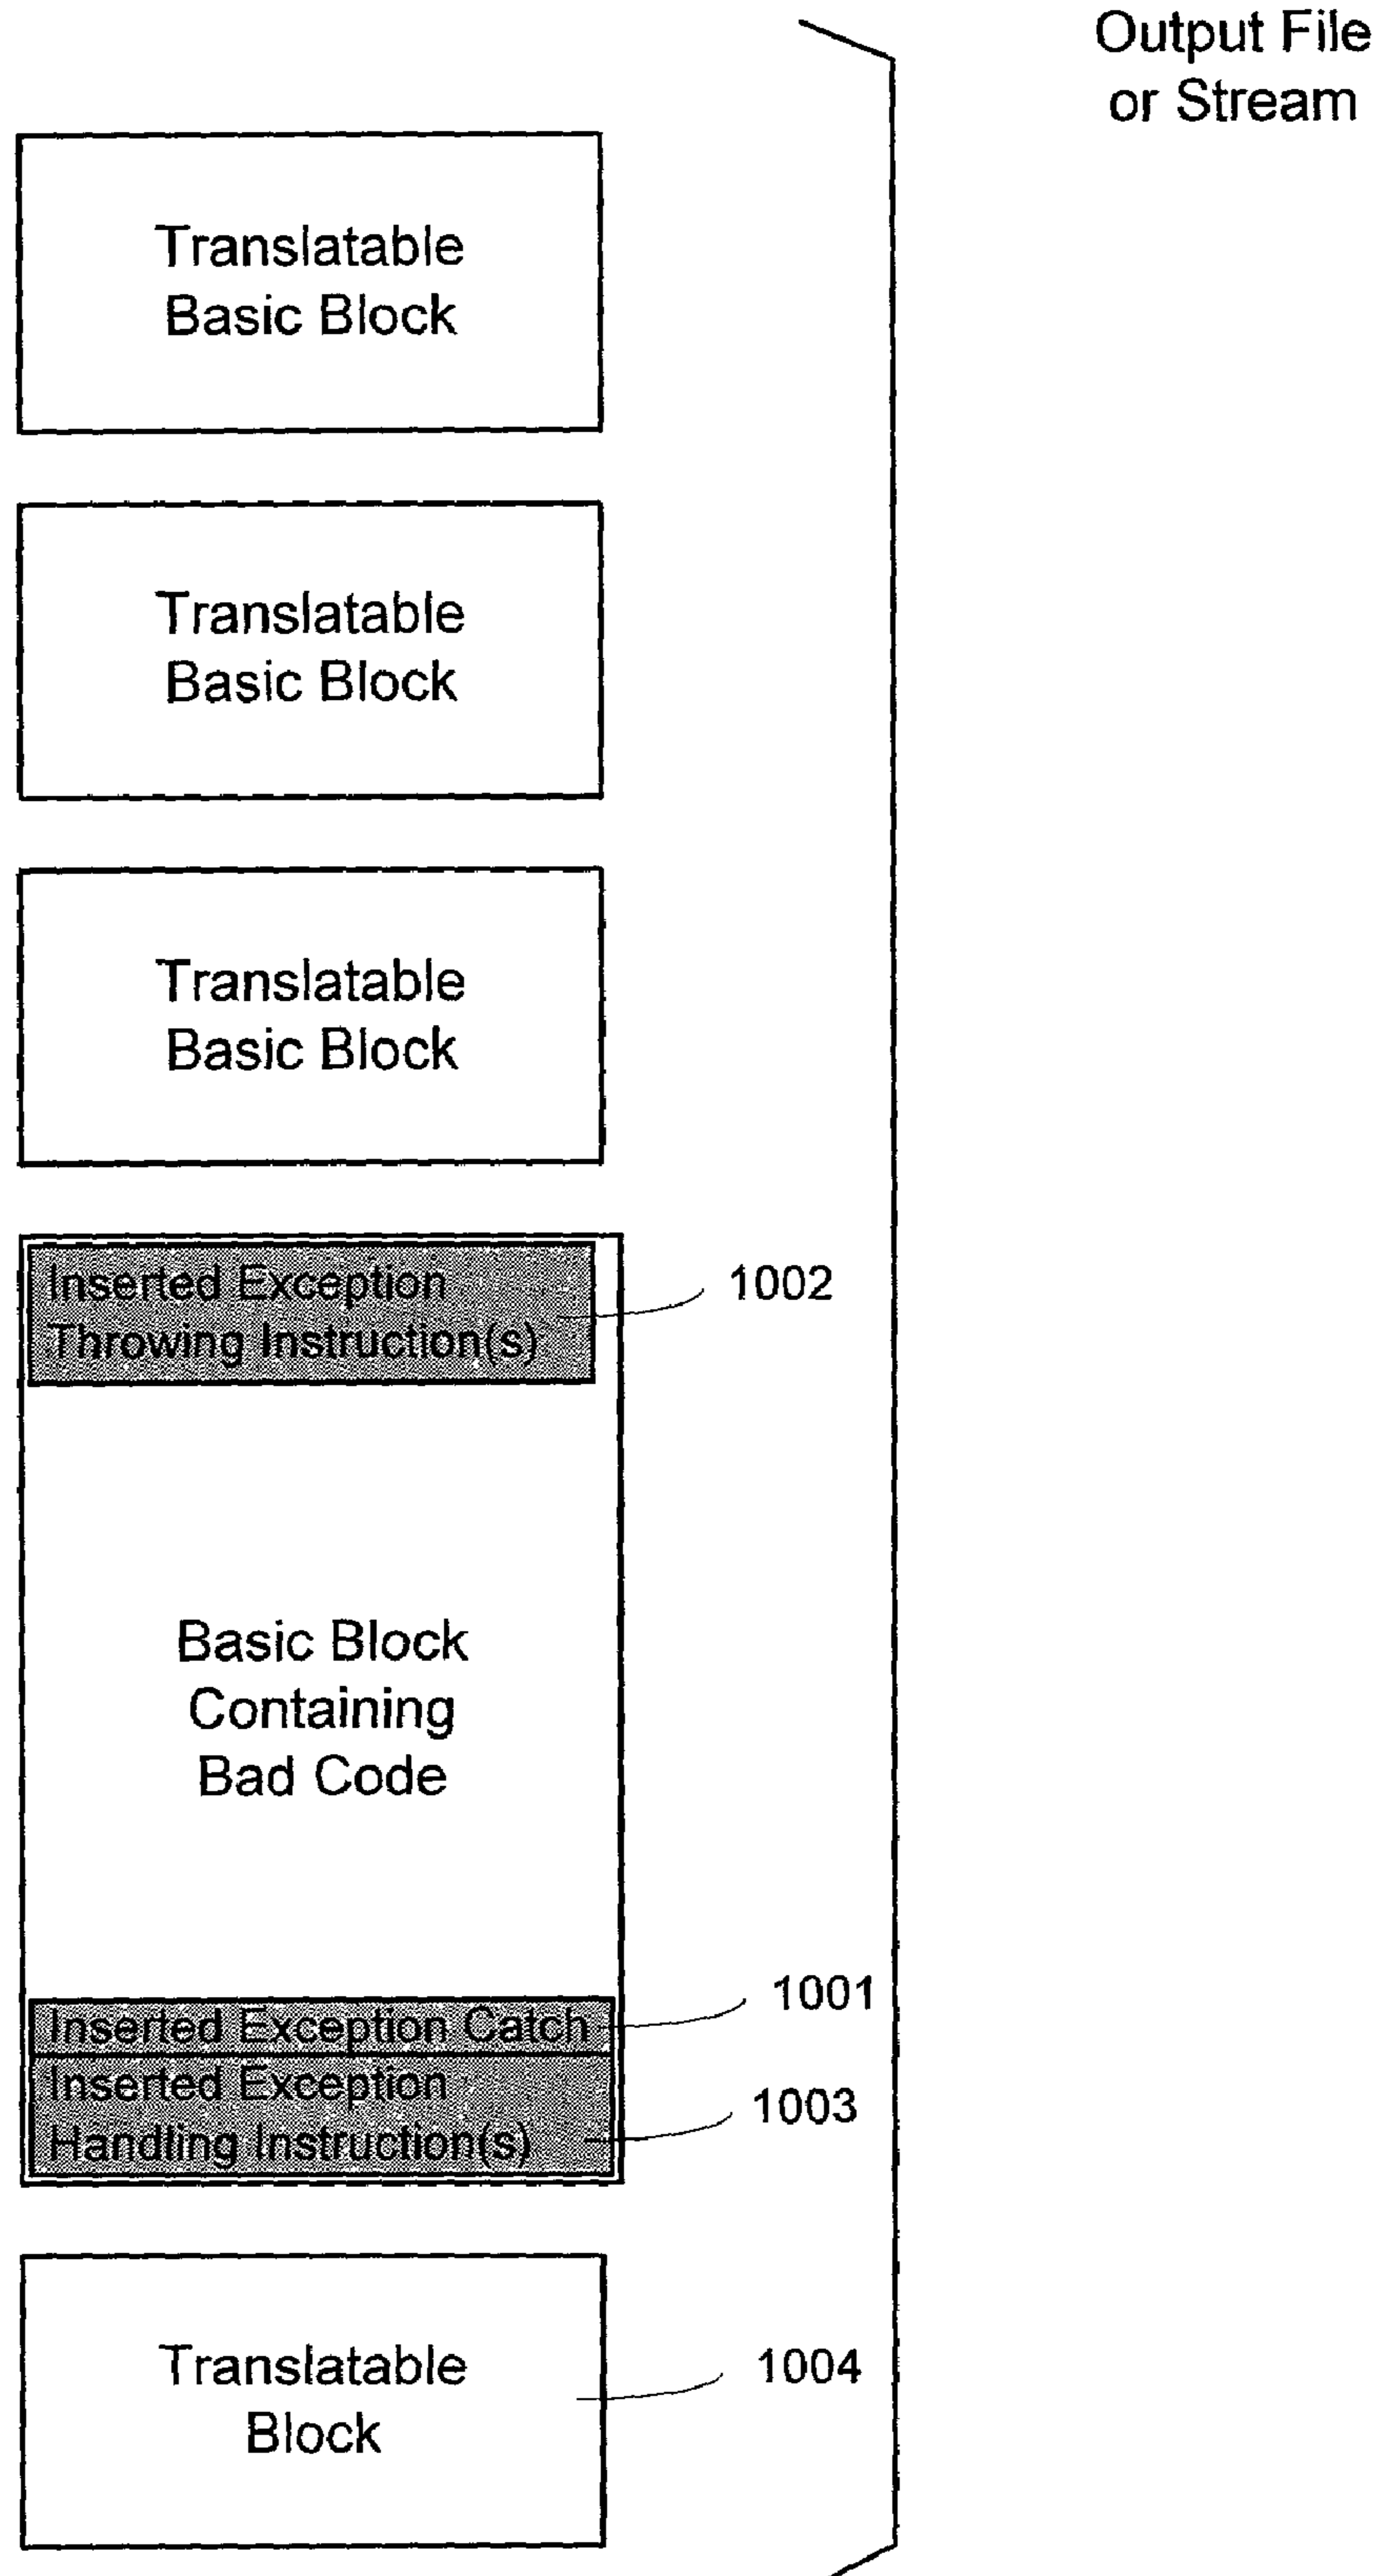 Output File
or Stream
Translatable
Basic Block
Translatable
Basic Block
Translatable
Basic Block
Inserted Exception
Throwing Instruction(s)
1002
Basic Block
Containing
Bad Code
1001
Inserted Exception Catch
Inserted Exception
Handling Instruction(s)
1003
Translatable
Block
1004